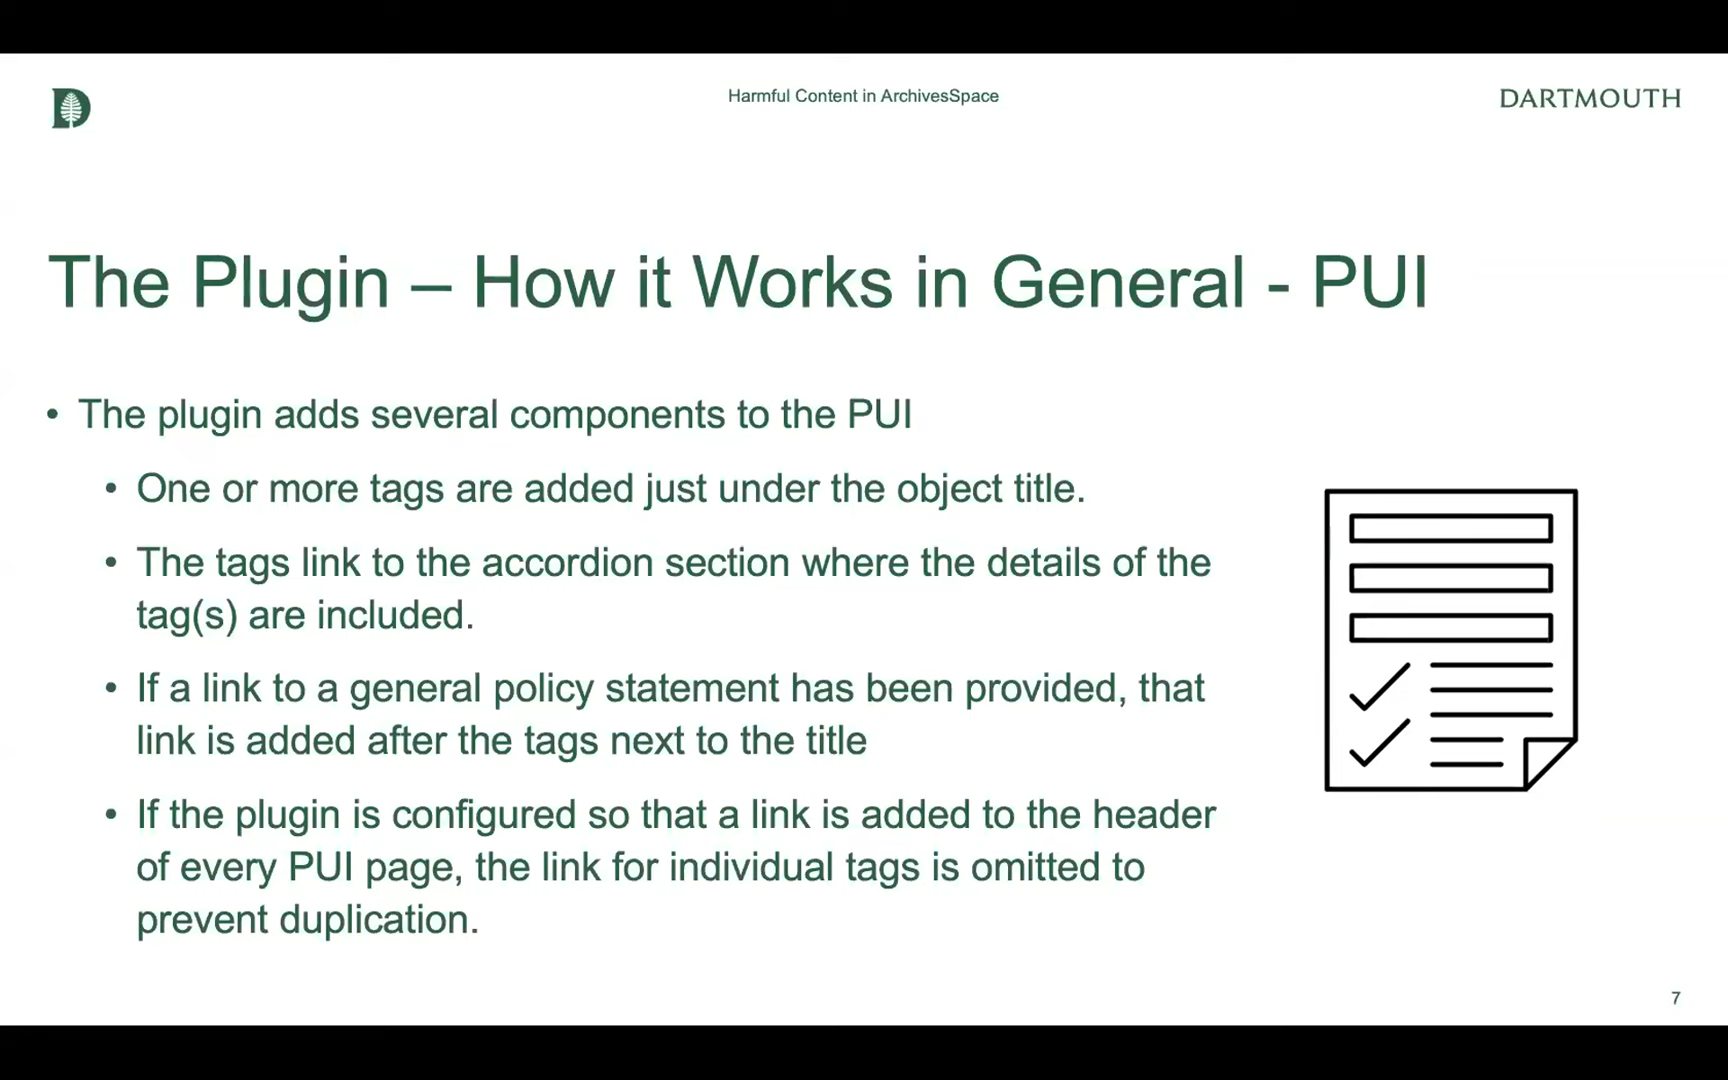 Harmful Content in ArchivesSpace
DARTMOUTH
The Plugin – How it Works in General - PUI
• The plugin adds several components to the PUI
• One or more tags are added just under the object title.
• The tags link to the accordion section where the details of the
tag(s) are included.
• If a link to a general policy statement has been provided, that
link is added after the tags next to the title
• If the plugin is configured so that a link is added to the header
of every PUI page, the link for individual tags is omitted to
prevent duplication.
7